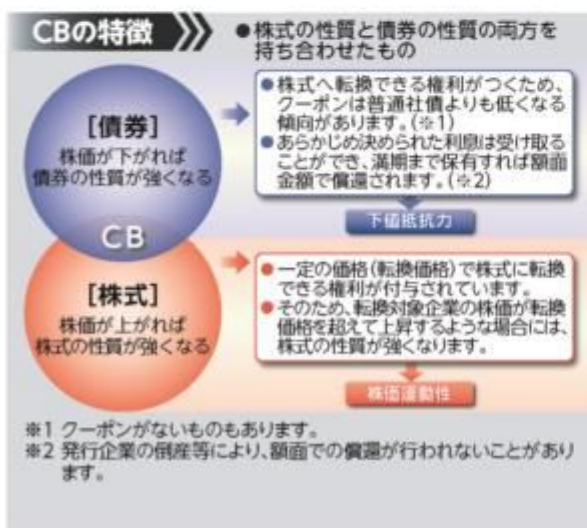 CBの特徴
●株式の性質と債券の性質の両方を
持ち合わせたもの
[債券]
株価が下がれば
債券の性質が強くなる
●株式へ転換できる権利がつくため、
クーポンは普通社債よりも低くなる
傾向があります。(※1)
●あらかじめ決められた利息は受け取る
ことができ、満期まで保有すれば額面
金額で償還されます。(※2)
下値抵抗力
CB
[株式]
株価が上がれば
株式の性質が強くなる
●一定の価格(転換価格)で株式に転換
できる権利が付与されています。
●そのため、転換対象企業の株価が転換
価格を超えて上昇するような場合には、
株式の性質が強くなります。
株価連動性
※1 クーポンがないものもあります。
※2 発行企業の倒産等により、額面での償還が行われないことがあり
ます。